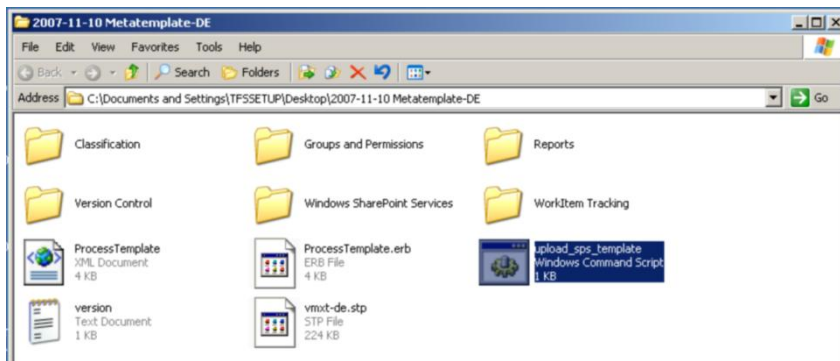 2007-11-10 Metatemplate-DE
File Edit View Favorites Tools Help
Back Search Folders
Address C:\Documents and Settings\TFSSETUP\Desktop\2007-11-10 Metatemplate-DE Go
Classification Groups and Permissions Reports
Version Control Windows SharePoint Services WorkItem Tracking
ProcessTemplate ProcessTemplate.erb upload_sps_template
XML Document ERB File Windows Command Script
4 KB 4 KB 1 KB
version vmxt-de.stp
Text Document STP File
1 KB 224 KB